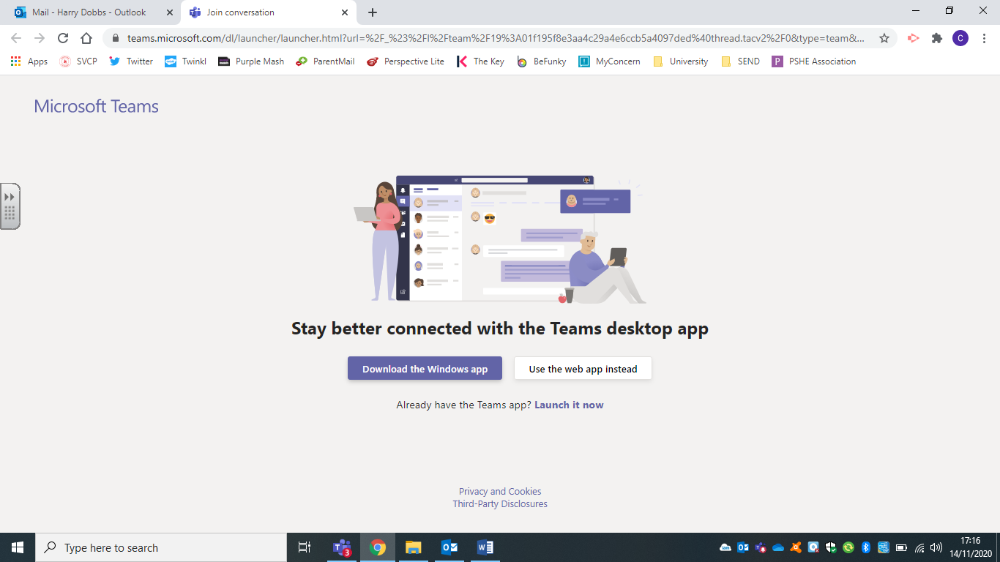 Mail - Harry Dobbs - Outlook
Join conversation
teams.microsoft.com/dl/launcher/launcher.html?url=%2F_%23%2Fl%2Fteam%2F19%3A01f195f8e3aa4c29a4e6ccb5a4097ded%40thread.tacv2%2F0&type=team&...
C
Apps SVCP Twitter Twinkl Purple Mash ParentMail Perspective Lite The Key BeFunky MyConcern University SEND PSHE Association
Microsoft Teams
Stay better connected with the Teams desktop app
Download the Windows app Use the web app instead
Already have the Teams app? Launch it now
Privacy and Cookies
Third-Party Disclosures
Type here to search
3
17:16
14/11/2020